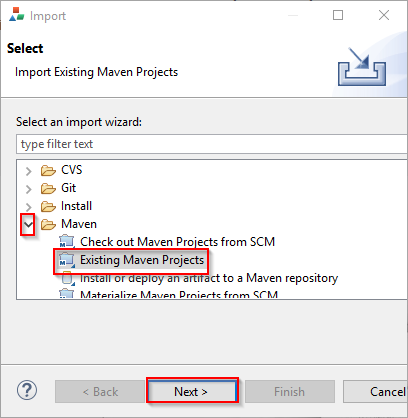 Import
Select
Import Existing Maven Projects
Select an import wizard:
type filter text
CVS
Git
Install
Maven
Check out Maven Projects from SCM
Existing Maven Projects
Install or deploy an artifact to a Maven repository
Materialize Maven Projects from SCM
?
< Back
Next >
Finish
Cancel